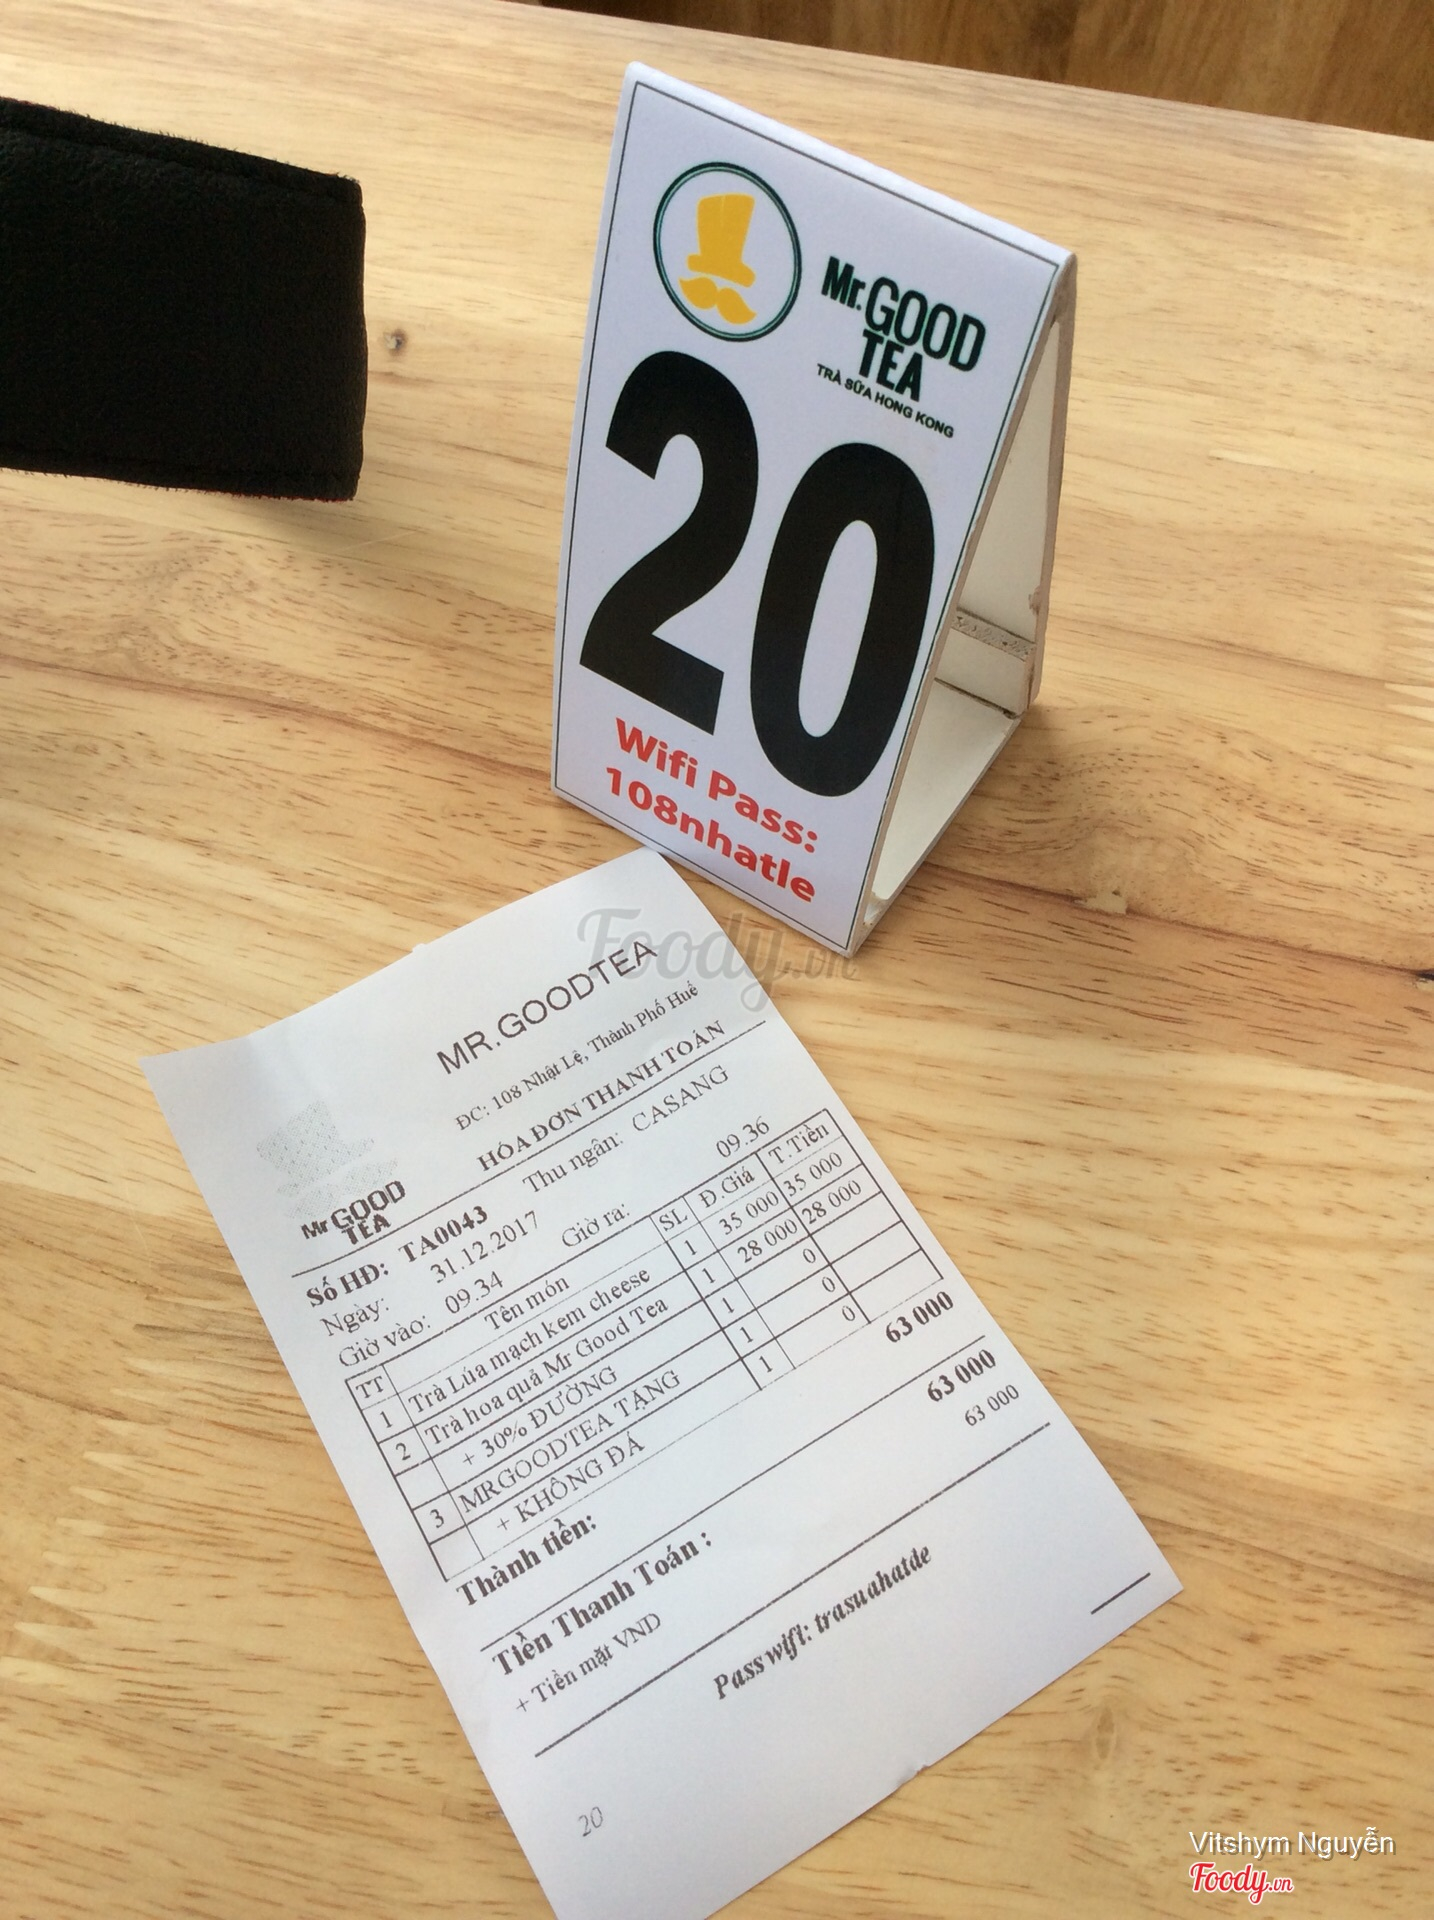 Mr. GOOD
TEA
TRÀ SỮA HONG KONG
20
Wifi Pass:
108nhatle
Foody.vn
MR.GOODTEA
ĐC: 108 Nhật Lệ, Thành Phố Huế
HÓA ĐƠN THANH TOÁN
Mr GOOD
TEA
Số HĐ: TA0043 Thu ngân: CASANG
Ngày: 31.12.2017
Giờ vào: 09.34 Giờ ra: 09.36
TT Tên món SL Đ.Giá T.Tiền
1 Trà Lúa mạch kem cheese 1 35 000 35 000
2 Trà hoa quả Mr Good Tea 1 28 000 28 000
+ 30% ĐƯỜNG 1 0
3 MRGOODTEA TẶNG 1 0
+ KHÔNG ĐÁ 1 0
Thành tiền: 63 000
Tiền Thanh Toán : 63 000
+ Tiền mặt VND 63 000
Pass wifi: trasuahatde
20
Vitshym Nguyễn
Foody.vn